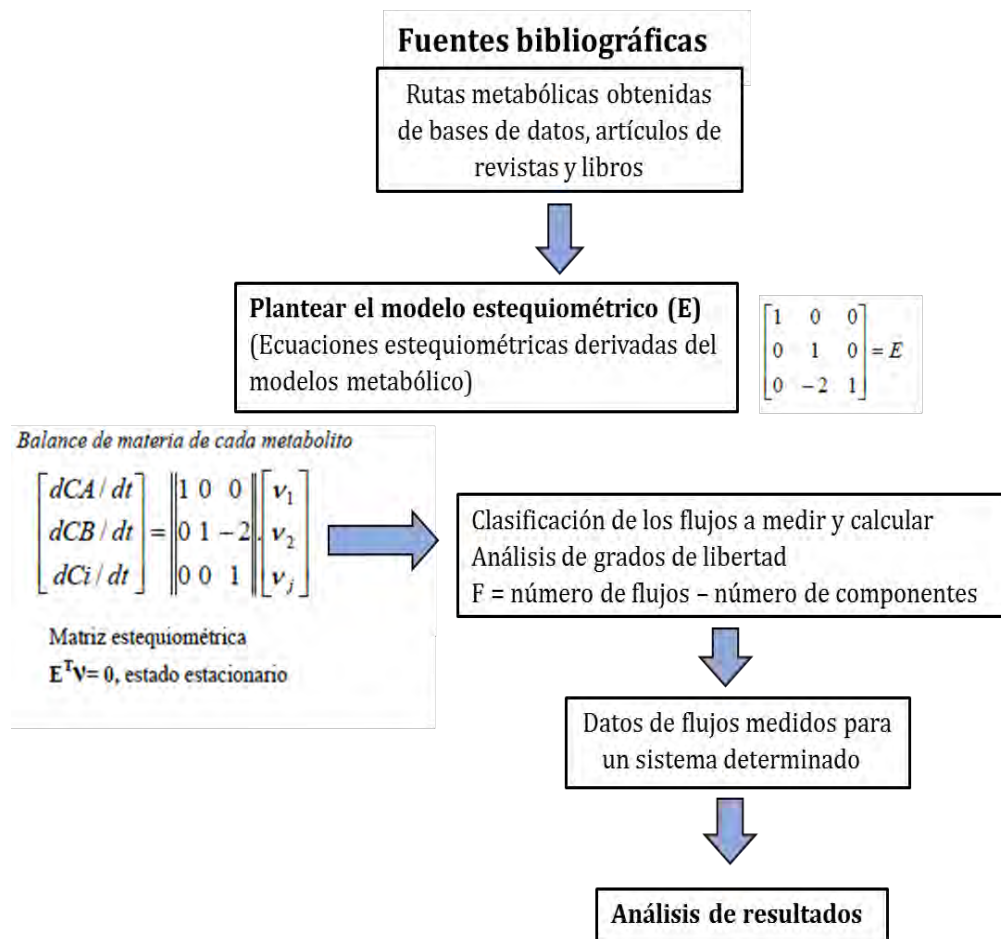 Fuentes bibliográficas
Rutas metabólicas obtenidas
de bases de datos, artículos de
revistas y libros
Plantear el modelo estequiométrico (E)
(Ecuaciones estequiométricas derivadas del
modelos metabólico)
[1 0 0]
[0 1 0] = E
[0 −2 1]
Balance de materia de cada metabolito
[dCA/dt] = ‖1 0 0‖ [ν1]
[dCB/dt] = ‖0 1 −2‖ . [ν2]
[dCi/dt] = ‖0 0 1‖ [νj]
Matriz estequiométrica
E^T ν= 0, estado estacionario
Clasificación de los flujos a medir y calcular
Análisis de grados de libertad
F = número de flujos – número de componentes
Datos de flujos medidos para
un sistema determinado
Análisis de resultados